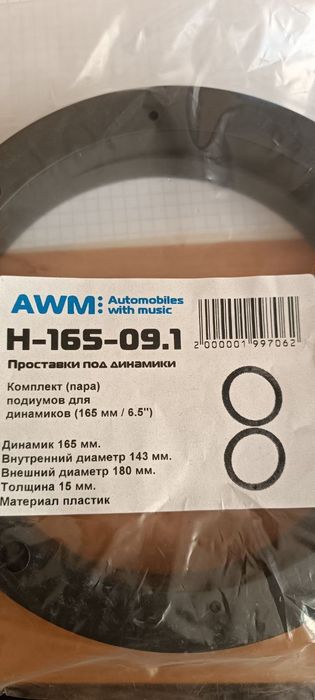 AWM: Automobiles
with music
H-165-09.1
Проставки под динамики
2 000001 997062
Комплект (пара)
подиумов для
динамиков (165 мм / 6.5")
Динамик 165 мм.
Внутренний диаметр 143 мм.
Внешний диаметр 180 мм.
Толщина 15 мм.
Материал пластик